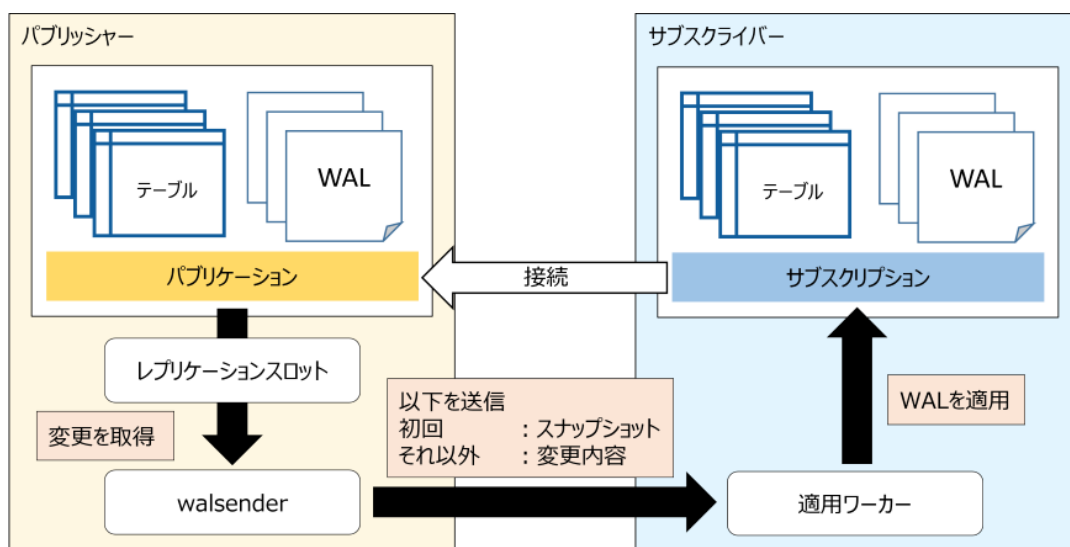 パブリッシャー
テーブル
WAL
パブリケーション
レプリケーションスロット
変更を取得
walsender
接続
以下を送信
初回　　　：スナップショット
それ以外　：変更内容
サブスクライバー
テーブル
WAL
サブスクリプション
WALを適用
適用ワーカー